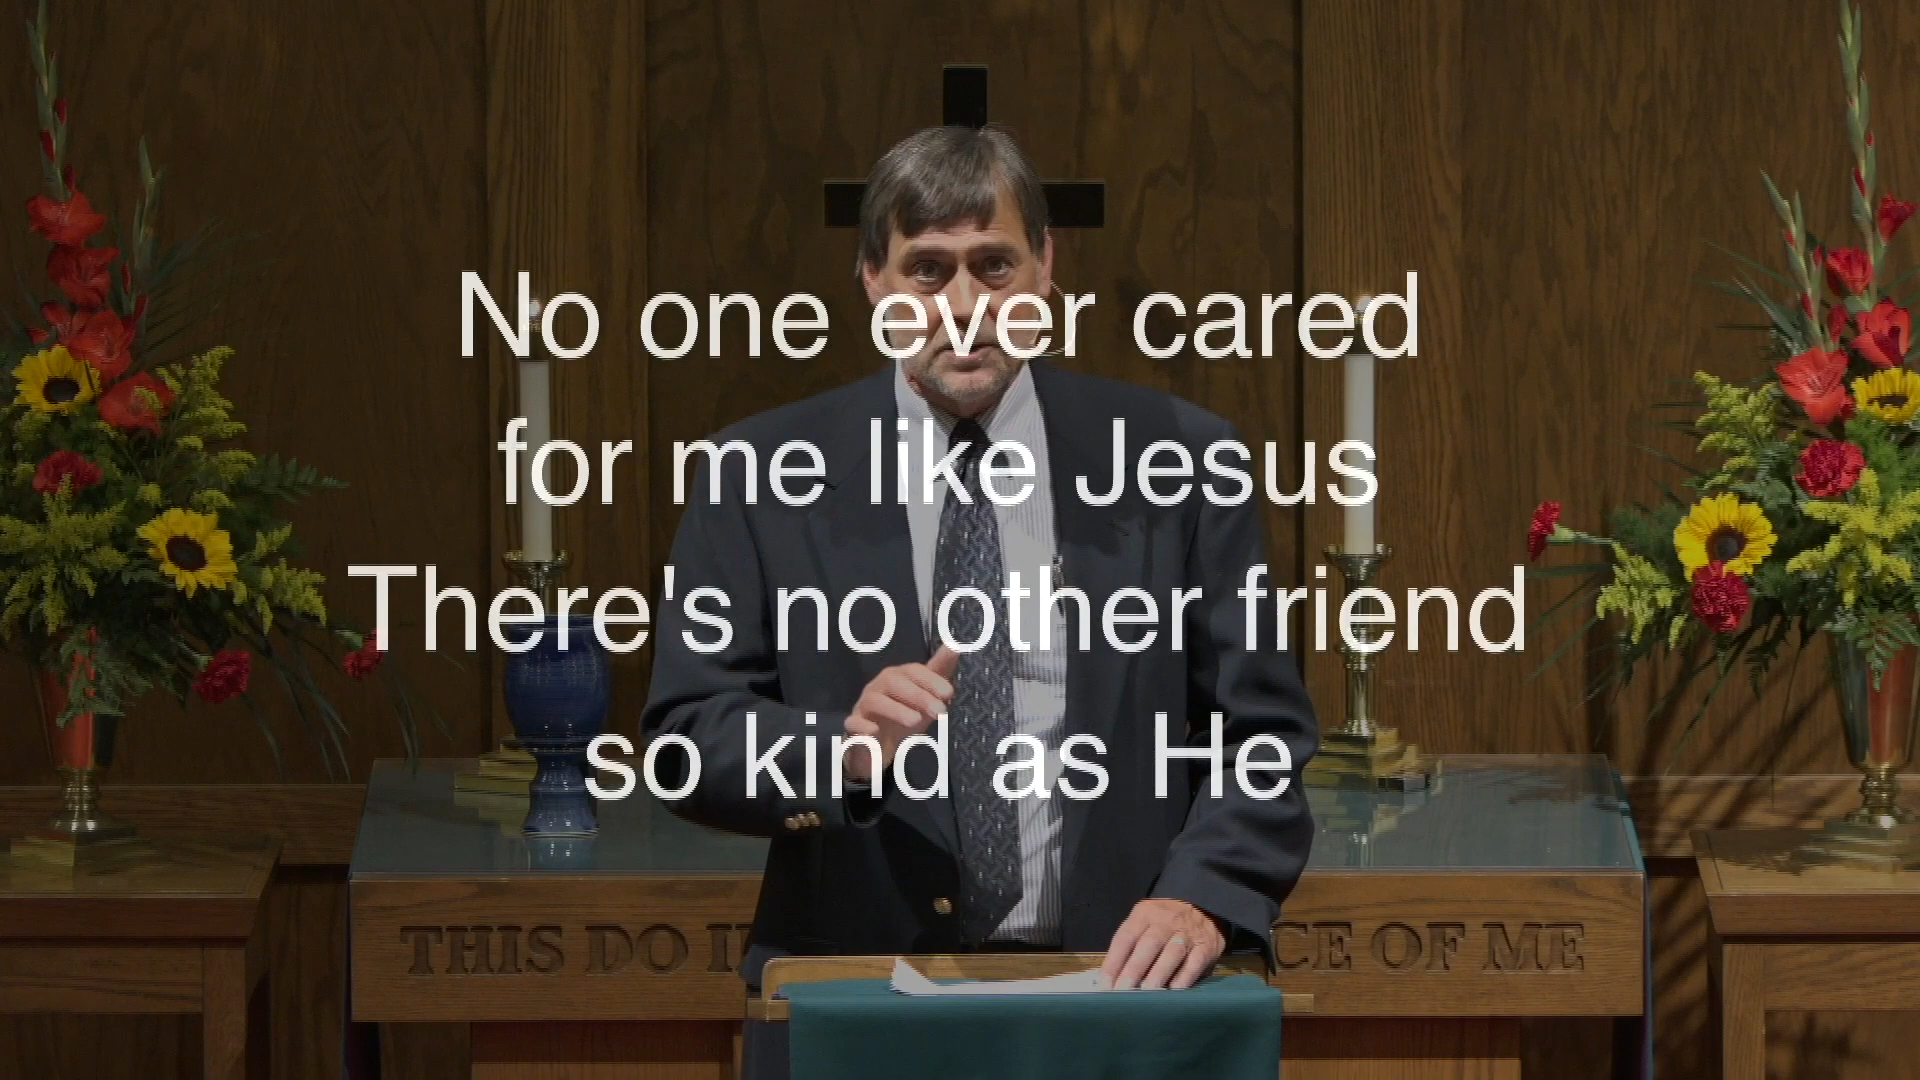 No one ever cared
for me like Jesus
There's no other friend
so kind as He
THIS DO I CE OF ME